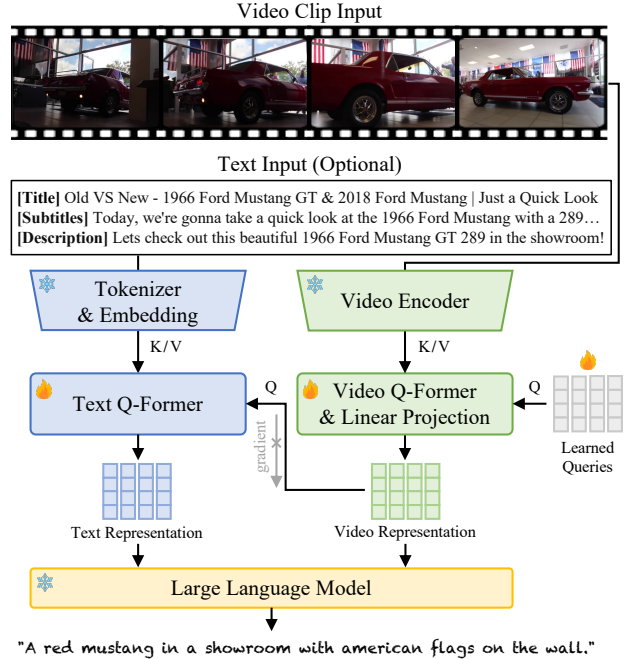 Video Clip Input
Text Input (Optional)
[Title] Old VS New - 1966 Ford Mustang GT & 2018 Ford Mustang | Just a Quick Look
[Subtitles] Today, we're gonna take a quick look at the 1966 Ford Mustang with a 289…
[Description] Lets check out this beautiful 1966 Ford Mustang GT 289 in the showroom!
Tokenizer
& Embedding
Video Encoder
K/V
K/V
Text Q-Former
Q
Video Q-Former
& Linear Projection
Q
Learned
Queries
gradient
Text Representation
Video Representation
Large Language Model
"A red mustang in a showroom with american flags on the wall."